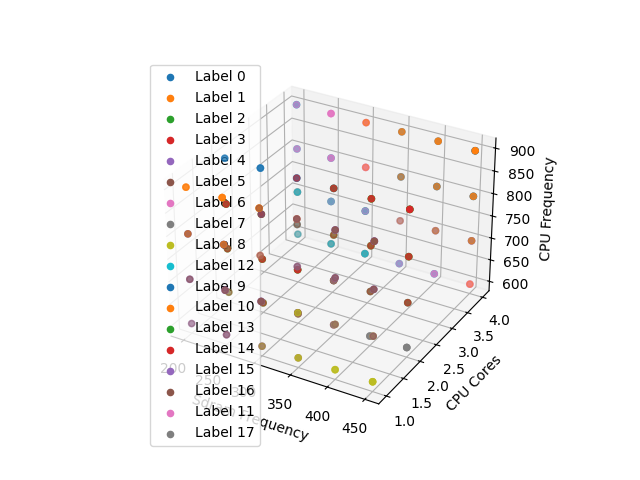 Label 0
Label 1
Label 2
Label 3
Label 4
Label 5
Label 6
Label 7
Label 8
Label 12
Label 9
Label 10
Label 13
Label 14
Label 15
Label 16
Label 11
Label 17
200
250
300
350
400
450
Sdram Frequency
1.0
1.5
2.0
2.5
3.0
3.5
4.0
CPU Cores
900
850
800
750
700
650
600
CPU Frequency